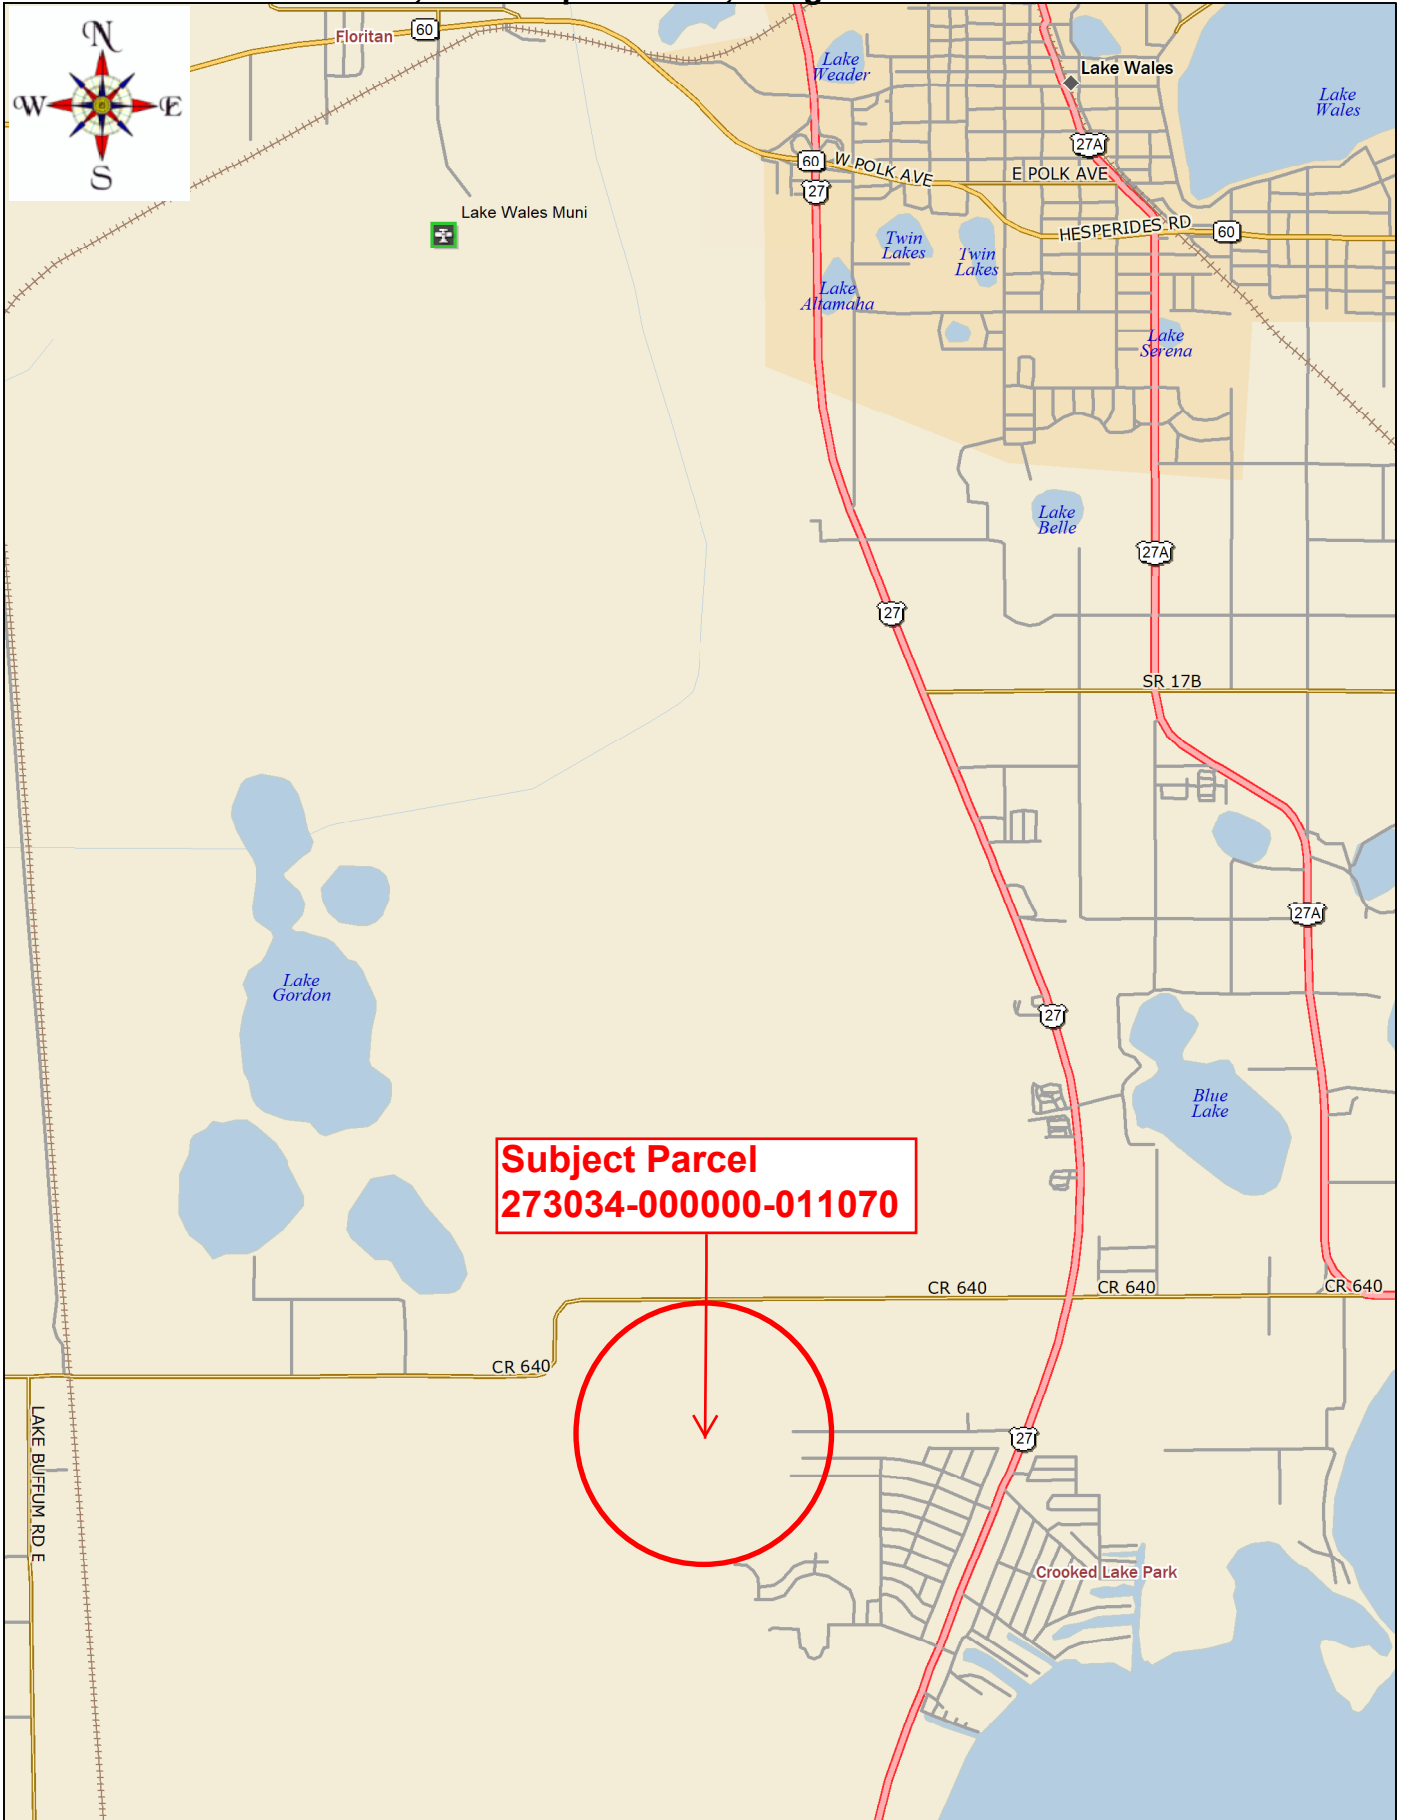 N
W
E
S
Floritan
60
Lake Wales Muni
Lake
Weader
Lake Wales
Lake
Wales
27A
60
W POLK AVE
E POLK AVE
27
Twin
Lakes
Twin
Lakes
HESPERIDES RD
60
Lake
Altamaha
Lake
Serena
Lake
Belle
27A
27
SR 17B
27A
Lake
Gordon
27
Blue
Lake
Subject Parcel
273034-000000-011070
CR 640
CR 640
CR 640
CR 640
LAKE BUFFUM RD E
27
Crooked Lake Park